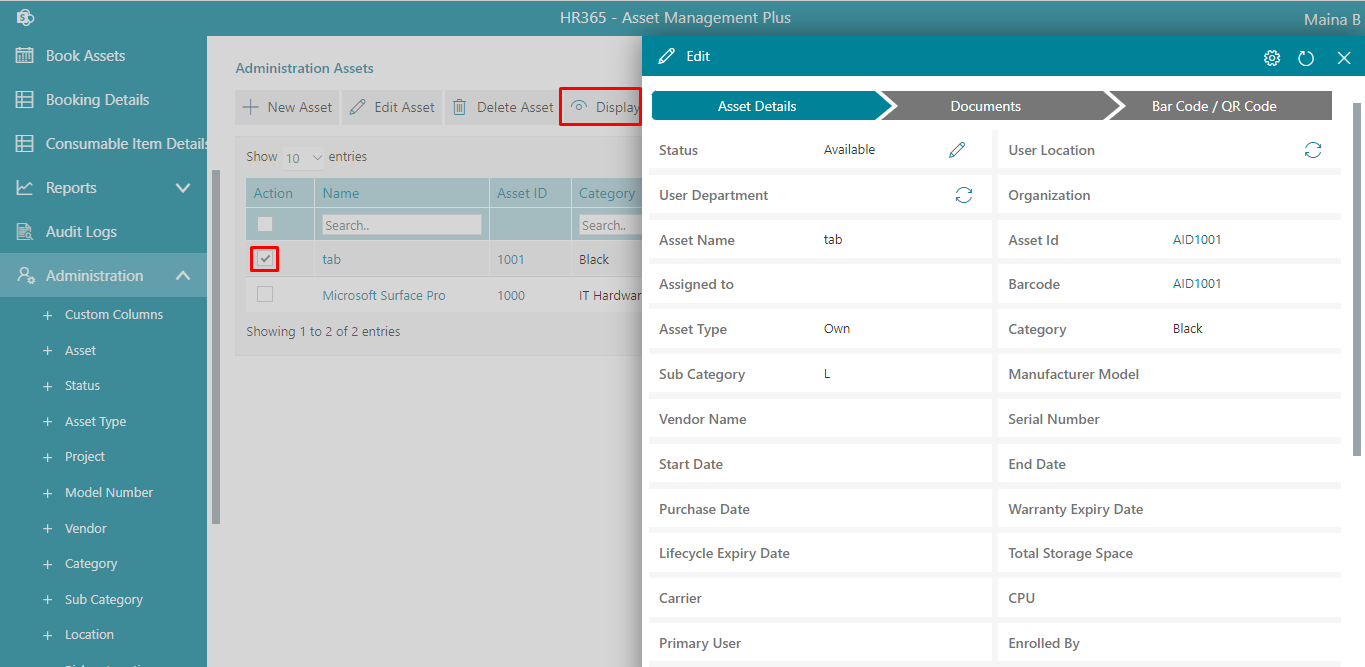 HR365 - Asset Management Plus
Maina B
Book Assets
Booking Details
Consumable Item Details
Reports
Audit Logs
Administration
+ Custom Columns
+ Asset
+ Status
+ Asset Type
+ Project
+ Model Number
+ Vendor
+ Category
+ Sub Category
+ Location
Administration Assets
New Asset
Edit Asset
Delete Asset
Display
Show 10 entries
Action Name Asset ID Category
Search.. Search..
tab 1001 Black
Microsoft Surface Pro 1000 IT Hardwar
Showing 1 to 2 of 2 entries
Edit
Asset Details Documents Bar Code / QR Code
Status Available User Location
User Department Organization
Asset Name tab Asset Id AID1001
Assigned to Barcode AID1001
Asset Type Own Category Black
Sub Category L Manufacturer Model
Vendor Name Serial Number
Start Date End Date
Purchase Date Warranty Expiry Date
Lifecycle Expiry Date Total Storage Space
Carrier CPU
Primary User Enrolled By